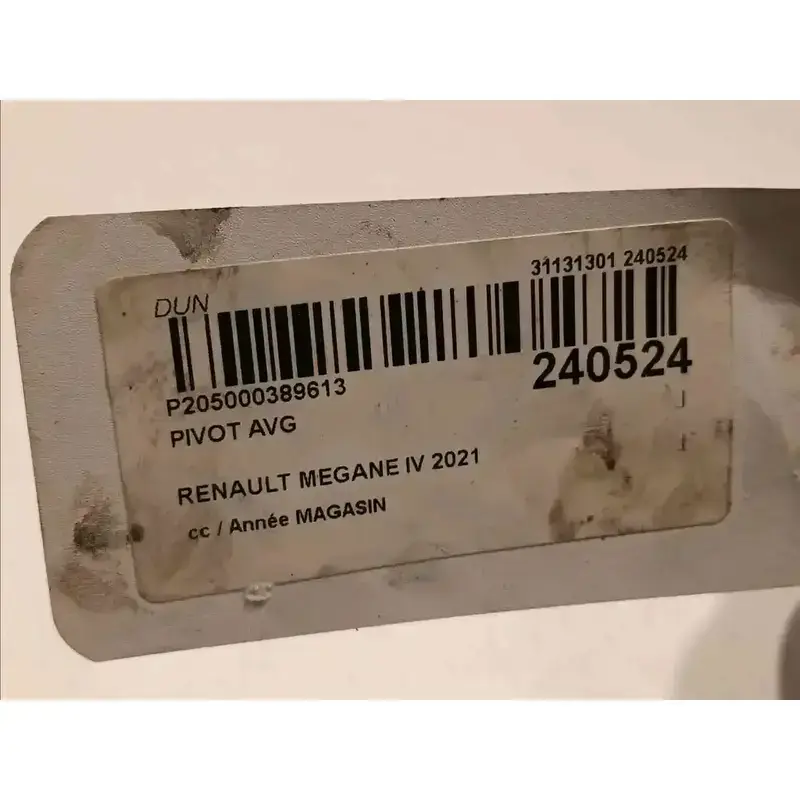 31131301 240524
DUN
240524
P205000389613
PIVOT AVG
RENAULT MEGANE IV 2021
cc / Année MAGASIN